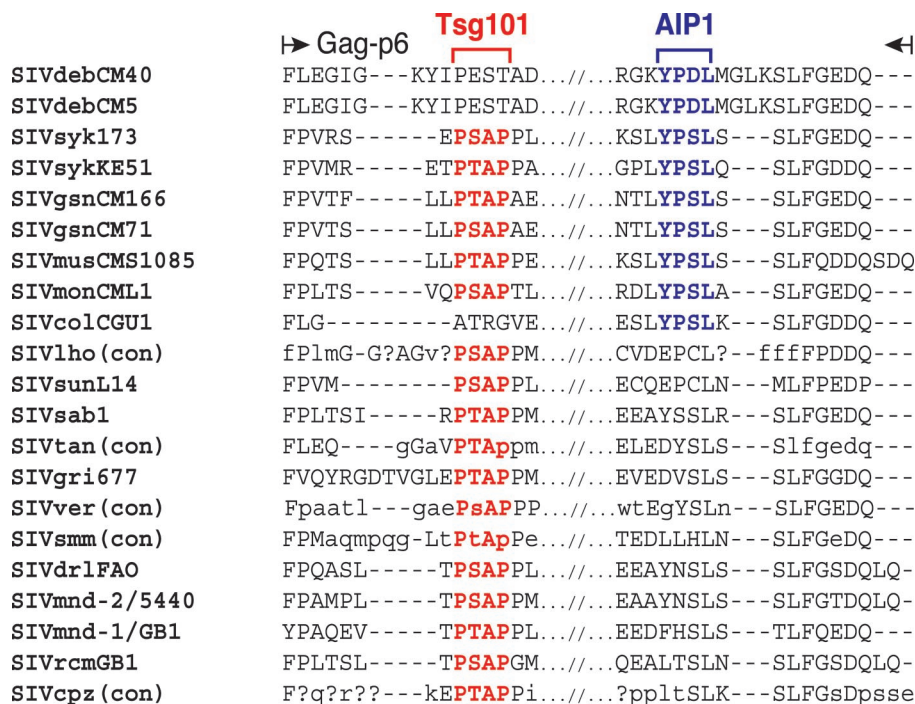 Tsg101 AIP1
Gag-p6
SIVdebCM40 FLEGIG---KYIPESTAD...//...RGKYPDLMGLKSLFGEDQ---
SIVdebCM5 FLEGIG---KYIPESTAD...//...RGKYPDLMGLKSLFGEDQ---
SIVsyk173 FPVRS------EPSAPPL...//...KSLYPSLS---SLFGEDQ---
SIVsykKE51 FPVMR-----ETPTAPPA...//...GPLYPSLQ---SLFGDDQ---
SIVgsnCM166 FPVTF-----LLPTAPAE...//...NTLYPSLS---SLFGDDQ---
SIVgsnCM71 FPVTS-----LLPSAPAE...//...NTLYPSLS---SLFGEDQ---
SIVmusCMS1085 FPQTS-----LLPTAPPE...//...KSLYPSLS---SLFQDDQSDQ
SIVmonCML1 FPLTS-----VQPSAPTL...//...RDLYPSLA---SLFGEDQ---
SIVcolCGU1 FLG---------ATRGVE...//...ESLYPSLK---SLFGDDQ---
SIVlho(con) fPlmG-G?AGv?PSAPPM...//...CVDEPCL?--fffFPDDQ---
SIVsunL14 FPVM--------PSAPPL...//...ECQEPCLN---MLFPEDP---
SIVsab1 FPLTSI-----RPTAPPM...//...EEAYSSLR---SLFGEDQ---
SIVtan(con) FLEQ----gGaVPTAppm...//...ELEDYSLS---Slfgedq---
SIVgri677 FVQYRGDTVGLEPTAPPM...//...EVEDVSLS---SLFGGDQ---
SIVver(con) Fpaatl---gaePsAPPP...//...wtEgYSLn---SLFGEDQ---
SIVsmm(con) FPMaqmpqg-LtPtApPe...//...TEDLLHLN---SLFGeDQ---
SIVdrlFAO FPQASL-----TPSAPPL...//...EEAYNSLS---SLFGSDQLQ-
SIVmnd-2/5440 FPAMPL-----TPSAPPM...//...EAAYNSLS---SLFGTDQLQ-
SIVmnd-1/GB1 YPAQEV-----TPTAPPL...//...EEDFHSLS---TLFQEDQ---
SIVrcmGB1 FPLTSL-----TPSAPGM...//...QEALTSLN---SLFGSDQLQ-
SIVcpz(con) F?q?r??----kEPTAPPi...//...?ppltSLK---SLFGsDpsse